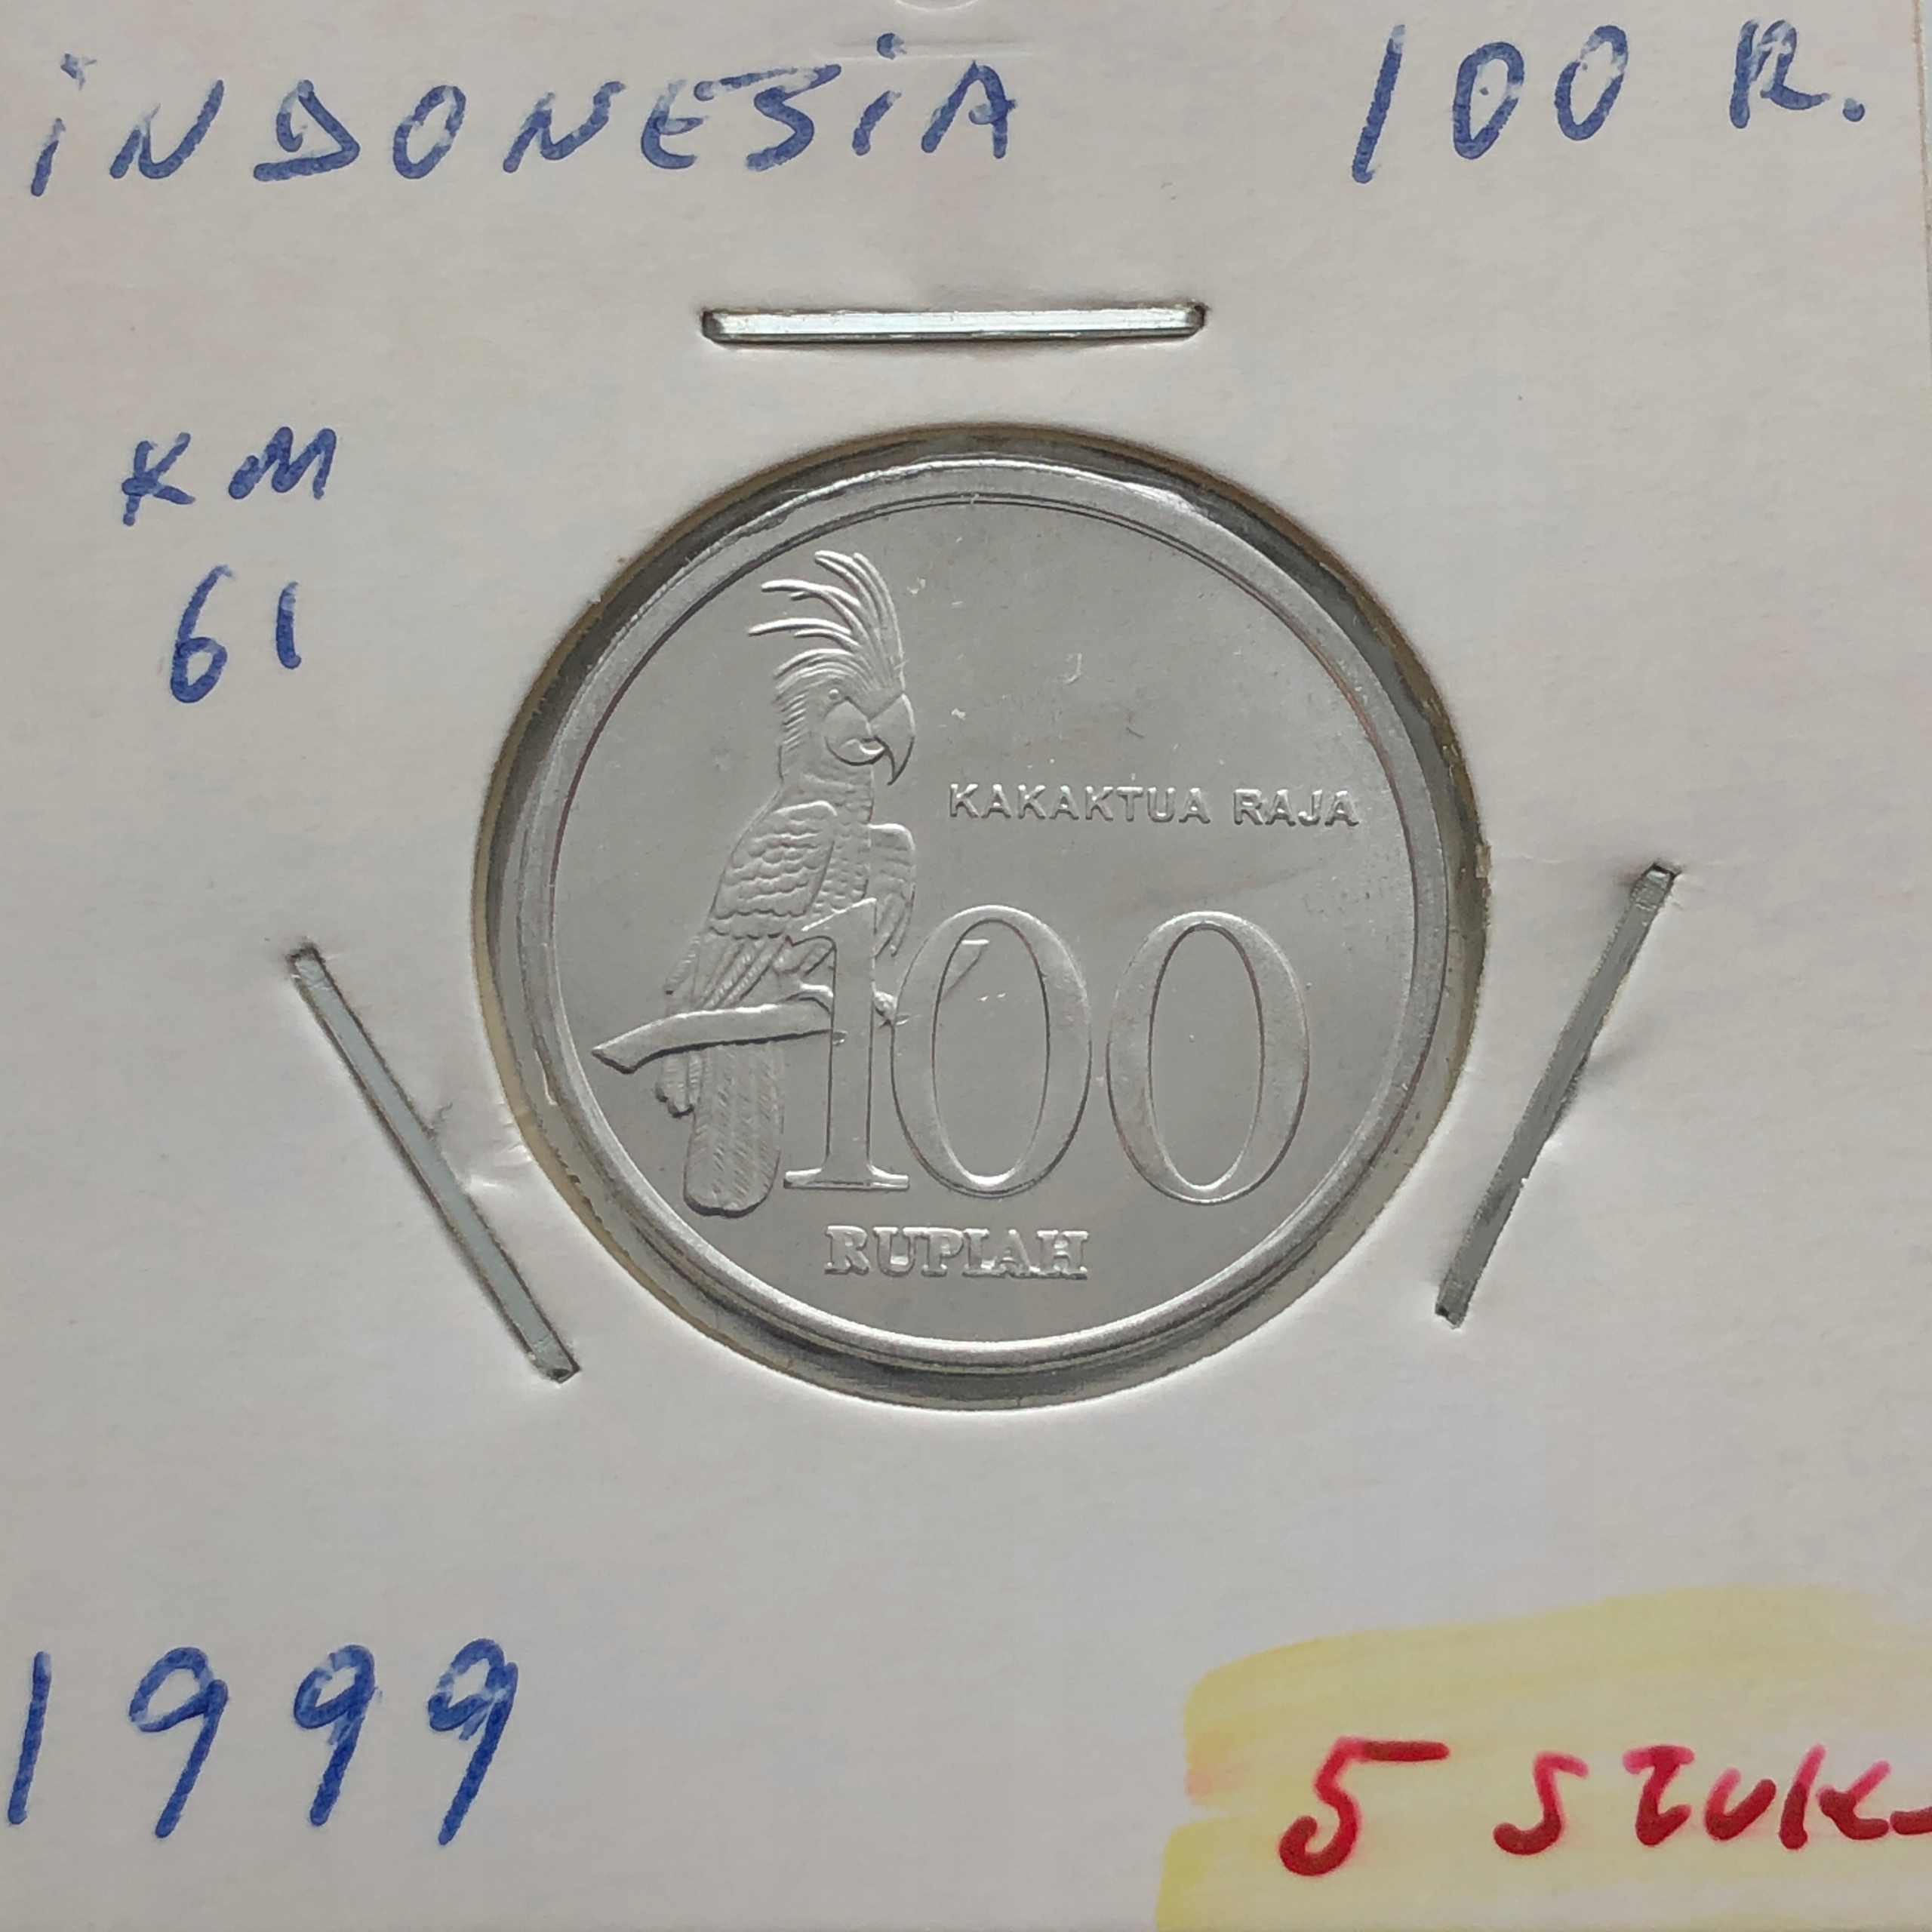 iNDONESiA 100 R.
KM
61
KAKAKTUA RAJA
100
RUPIAH
1999
5 STUK